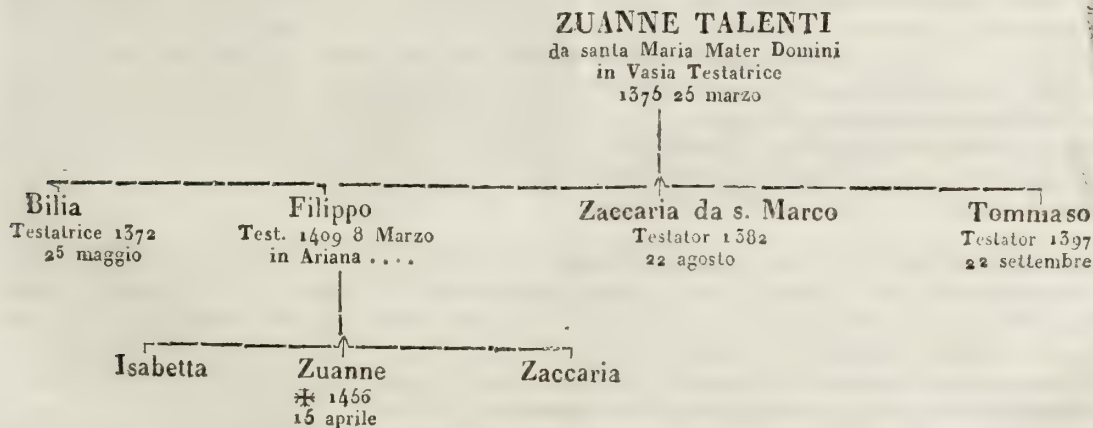 ZUANNE TALENTI
da santa Maria Mater Domini
in Vasia Testatrice
1376 25 marzo
Bilia
Testatrice 1372
25 maggio
Filippo
Test. 1409 8 Marzo
in Ariana ....
Zaccaria da s. Marco
Testator 1382
22 agosto
Tommaso
Testator 1397
22 settembre
Isabetta
Zuanne
✠ 1466
15 aprile
Zaccaria